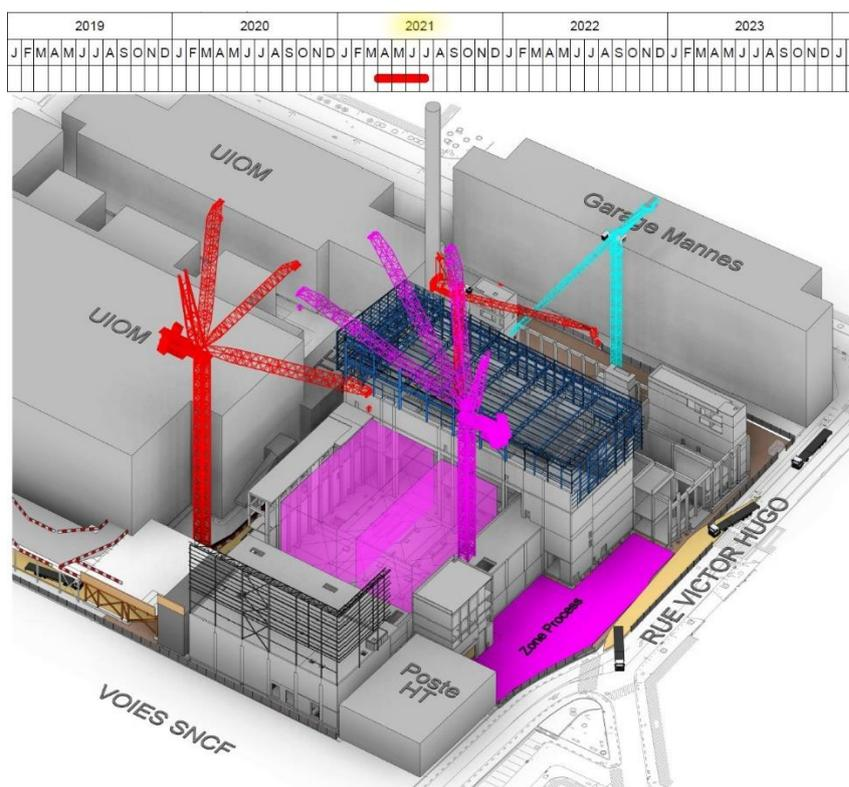 2019 2020 2021 2022 2023
J F M A M J J A S O N D J F M A M J J A S O N D J F M A M J J A S O N D J F M A M J J A S O N D J F M A M J J A S O N D J
UIOM
Garage Mannes
UIOM
RUE VICTOR HUGO
Zone Process
Poste
HT
VOIES SNCF